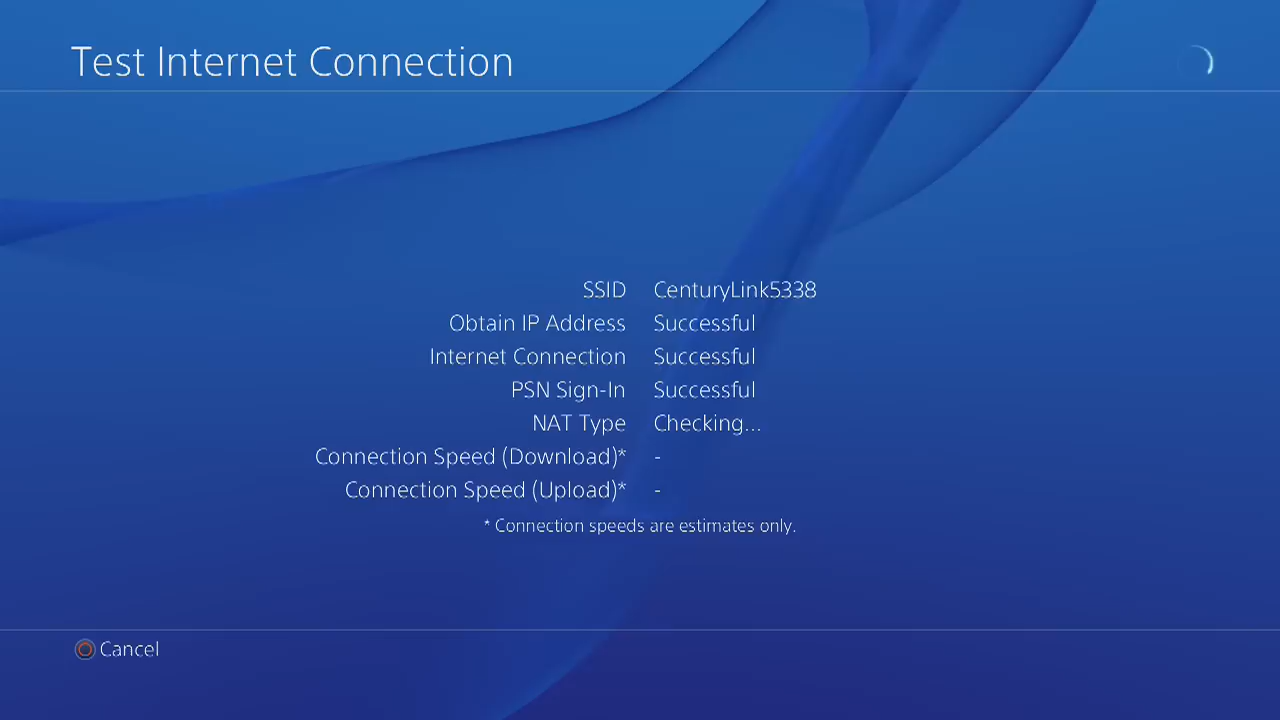 Test Internet Connection
SSID CenturyLink5338
Obtain IP Address Successful
Internet Connection Successful
PSN Sign-In Successful
NAT Type Checking...
Connection Speed (Download)* -
Connection Speed (Upload)* -
* Connection speeds are estimates only.
Cancel